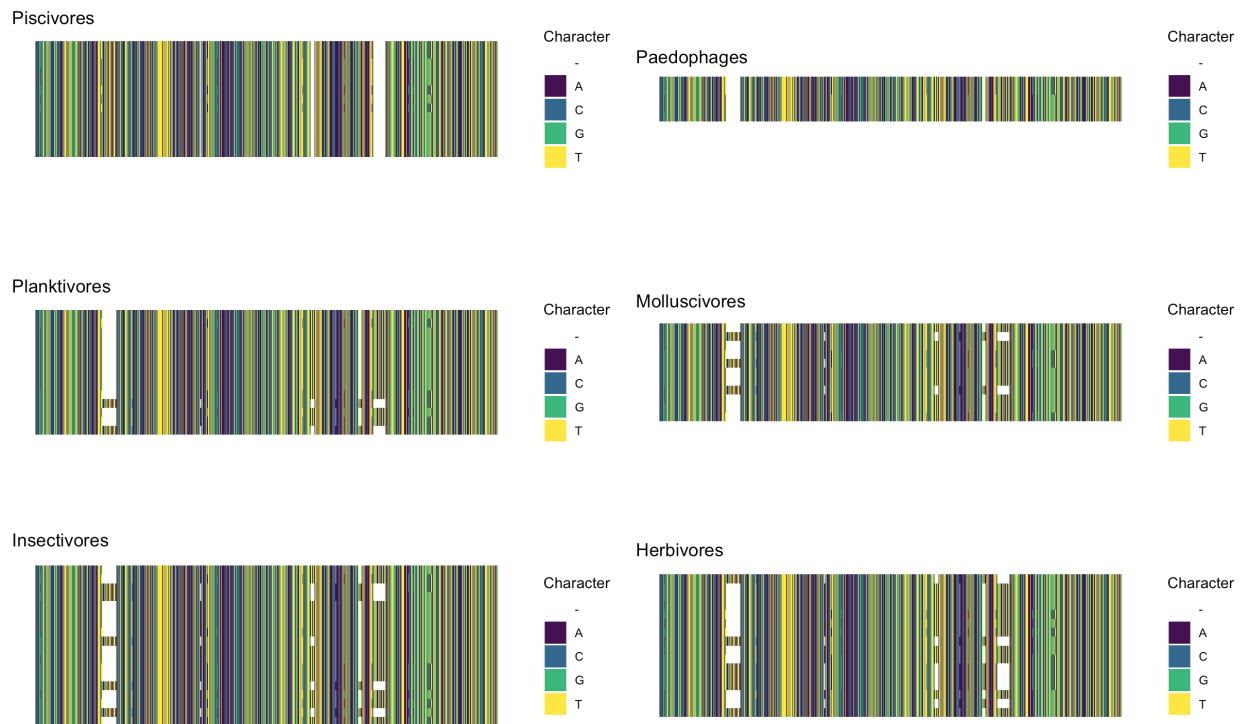 Piscivores
Character
-
A
C
G
T
Paedophages
Character
-
A
C
G
T
Planktivores
Character
-
A
C
G
T
Molluscivores
Character
-
A
C
G
T
Insectivores
Character
-
A
C
G
T
Herbivores
Character
-
A
C
G
T